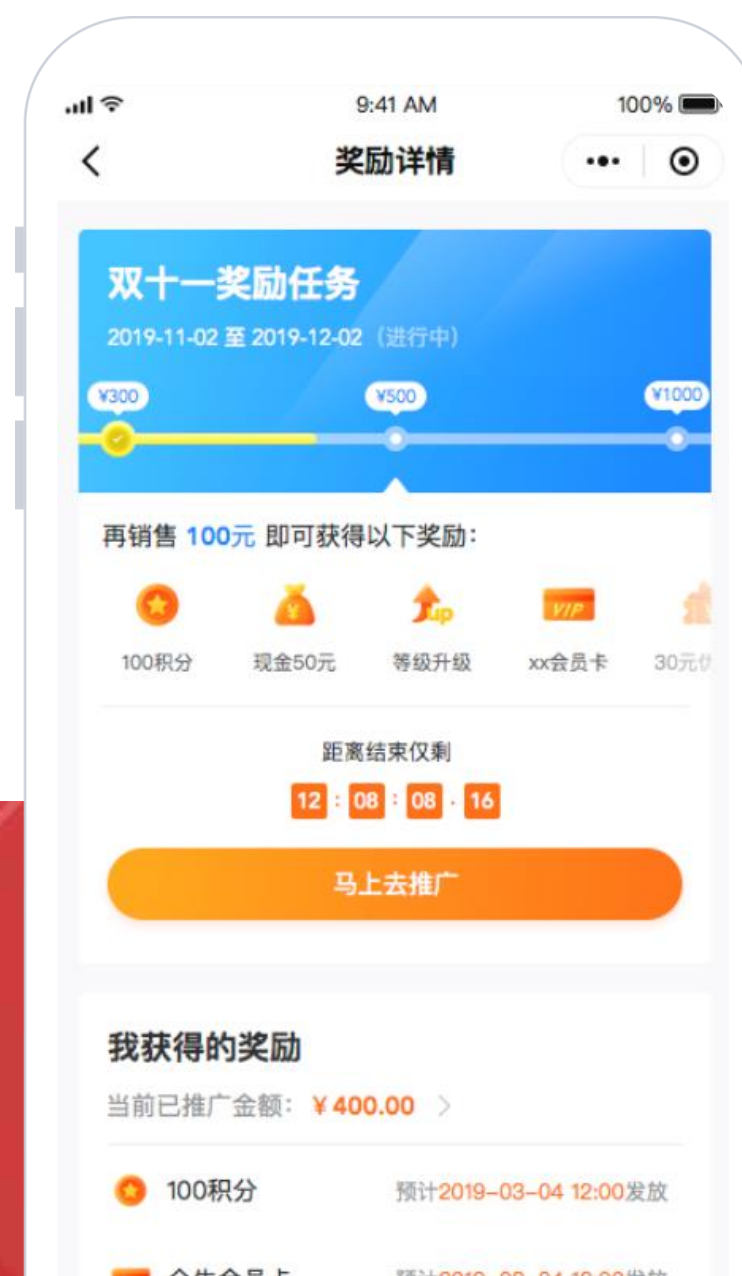 9:41 AM 100%
奖励详情
双十一奖励任务
2019-11-02 至 2019-12-02（进行中）
¥300 ¥500 ¥1000
再销售 100元 即可获得以下奖励：
up VIP
100积分 现金50元 等级升级 xx会员卡 30元
距离结束仅剩
12 : 08 : 08 . 16
马上去推广
我获得的奖励
当前已推广金额：¥400.00
100积分 预计2019-03-04 12:00发放